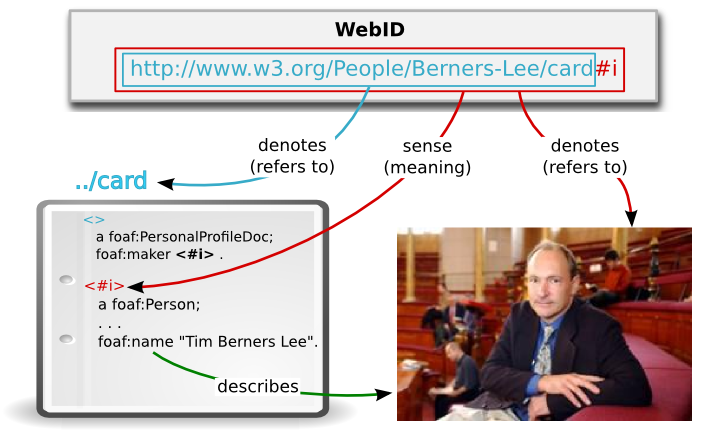 WebID
http://www.w3.org/People/Berners-Lee/card#i
denotes
(refers to)
sense
(meaning)
denotes
(refers to)
../card
<>
a foaf:PersonalProfileDoc;
foaf:maker <#i> .
<#i>
a foaf:Person;
. . .
foaf:name "Tim Berners Lee".
describes